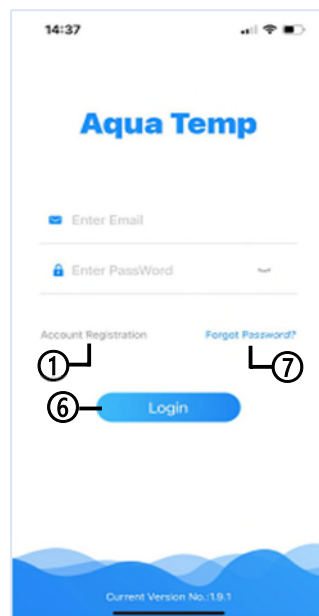 14:37
Aqua Temp
Enter Email
Enter PassWord
Account Registration Forgot Password?
① ⑦
⑥ Login
Current Version No.:1.9.1